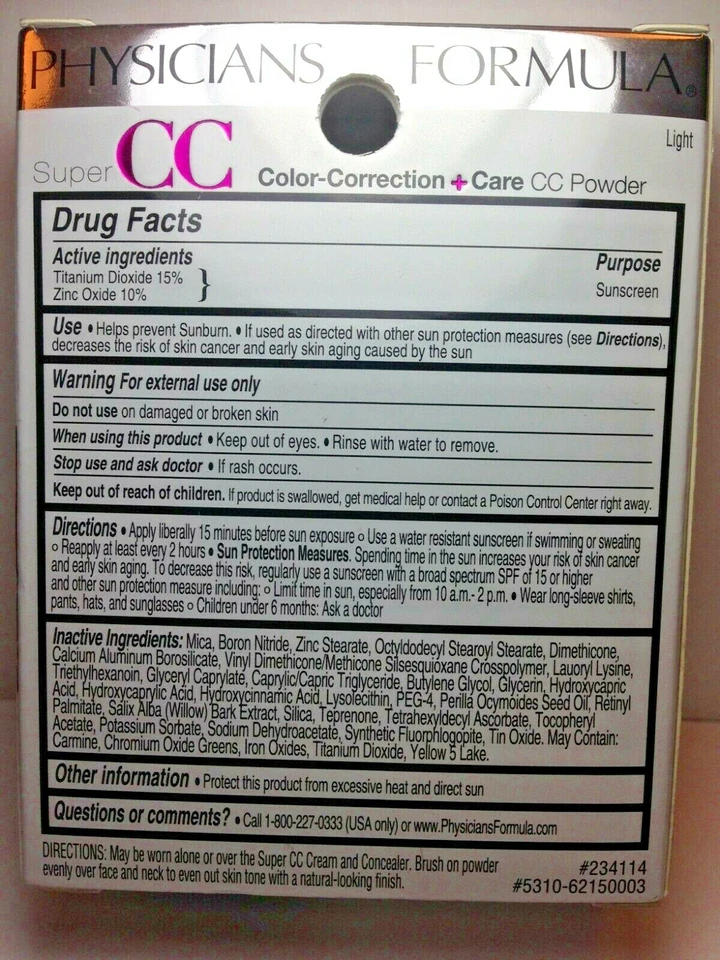 PHYSICIANS FORMULA®
Light
Super CC Color-Correction + Care CC Powder
Drug Facts
Active ingredients Purpose
Titanium Dioxide 15%
Zinc Oxide 10% } Sunscreen
Use • Helps prevent Sunburn. • If used as directed with other sun protection measures (see Directions),
decreases the risk of skin cancer and early skin aging caused by the sun
Warning For external use only
Do not use on damaged or broken skin
When using this product • Keep out of eyes. • Rinse with water to remove.
Stop use and ask doctor • If rash occurs.
Keep out of reach of children. If product is swallowed, get medical help or contact a Poison Control Center right away.
Directions • Apply liberally 15 minutes before sun exposure o Use a water resistant sunscreen if swimming or sweating
o Reapply at least every 2 hours • Sun Protection Measures. Spending time in the sun increases your risk of skin cancer
and early skin aging. To decrease this risk, regularly use a sunscreen with a broad spectrum SPF of 15 or higher
and other sun protection measure including: o Limit time in sun, especially from 10 a.m.- 2 p.m. • Wear long-sleeve shirts,
pants, hats, and sunglasses o Children under 6 months: Ask a doctor
Inactive Ingredients: Mica, Boron Nitride, Zinc Stearate, Octyldodecyl Stearoyl Stearate, Dimethicone,
Calcium Aluminum Borosilicate, Vinyl Dimethicone/Methicone Silsesquioxane Crosspolymer, Lauoryl Lysine,
Triethylhexanoin, Glyceryl Caprylate, Caprylic/Capric Triglyceride, Butylene Glycol, Glycerin, Hydroxycapric
Acid, Hydroxycaprylic Acid, Hydroxycinnamic Acid, Lysolecithin, PEG-4, Perilla Ocymoides Seed Oil, Retinyl
Palmitate, Salix Alba (Willow) Bark Extract, Silica, Teprenone, Tetrahexyldecyl Ascorbate, Tocopheryl
Acetate, Potassium Sorbate, Sodium Dehydroacetate, Synthetic Fluorphlogopite, Tin Oxide. May Contain:
Carmine, Chromium Oxide Greens, Iron Oxides, Titanium Dioxide, Yellow 5 Lake.
Other information • Protect this product from excessive heat and direct sun
Questions or comments? • Call 1-800-227-0333 (USA only) or www.PhysiciansFormula.com
DIRECTIONS: May be worn alone or over the Super CC Cream and Concealer. Brush on powder
evenly over face and neck to even out skin tone with a natural-looking finish.
#234114
#5310-62150003